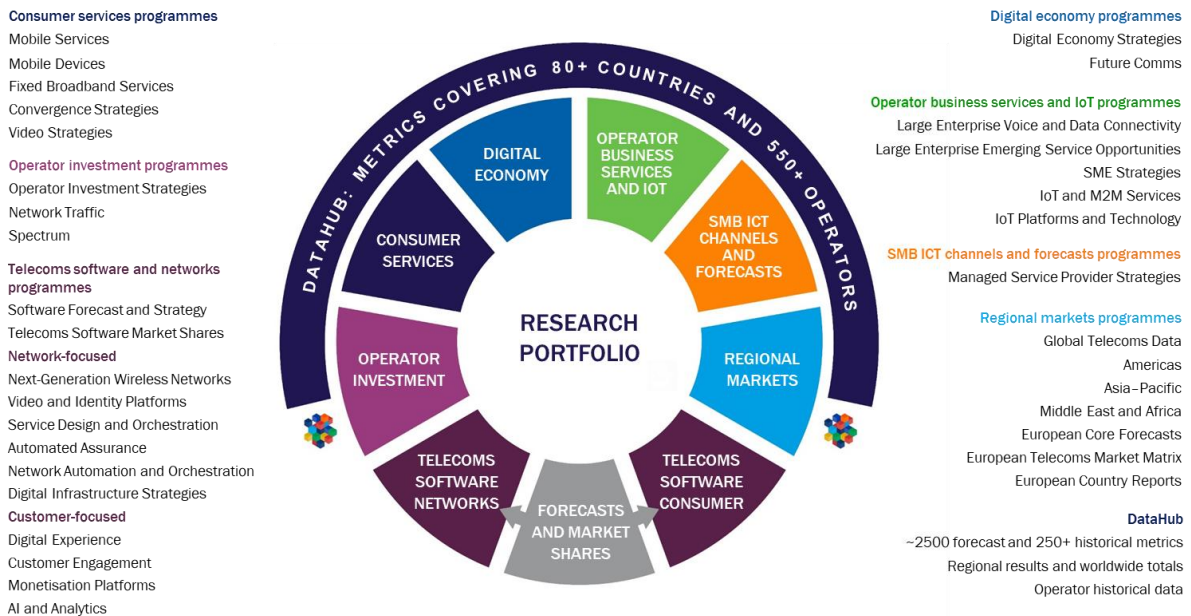 Consumer services programmes
Mobile Services
Mobile Devices
Fixed Broadband Services
Convergence Strategies
Video Strategies
Operator investment programmes
Operator Investment Strategies
Network Traffic
Spectrum
Telecoms software and networks
programmes
Software Forecast and Strategy
Telecoms Software Market Shares
Network-focused
Next-Generation Wireless Networks
Video and Identity Platforms
Service Design and Orchestration
Automated Assurance
Network Automation and Orchestration
Digital Infrastructure Strategies
Customer-focused
Digital Experience
Customer Engagement
Monetisation Platforms
AI and Analytics
DATAHUB: METRICS COVERING 80+ COUNTRIES AND 550+ OPERATORS
DIGITAL
ECONOMY
OPERATOR
BUSINESS
SERVICES
AND IOT
CONSUMER
SERVICES
SMB ICT
CHANNELS
AND
FORECASTS
RESEARCH
PORTFOLIO
OPERATOR
INVESTMENT
REGIONAL
MARKETS
TELECOMS
SOFTWARE
NETWORKS
FORECASTS
AND MARKET
SHARES
TELECOMS
SOFTWARE
CONSUMER
Digital economy programmes
Digital Economy Strategies
Future Comms
Operator business services and IoT programmes
Large Enterprise Voice and Data Connectivity
Large Enterprise Emerging Service Opportunities
SME Strategies
IoT and M2M Services
IoT Platforms and Technology
SMB ICT channels and forecasts programmes
Managed Service Provider Strategies
Regional markets programmes
Global Telecoms Data
Americas
Asia–Pacific
Middle East and Africa
European Core Forecasts
European Telecoms Market Matrix
European Country Reports
DataHub
~2500 forecast and 250+ historical metrics
Regional results and worldwide totals
Operator historical data